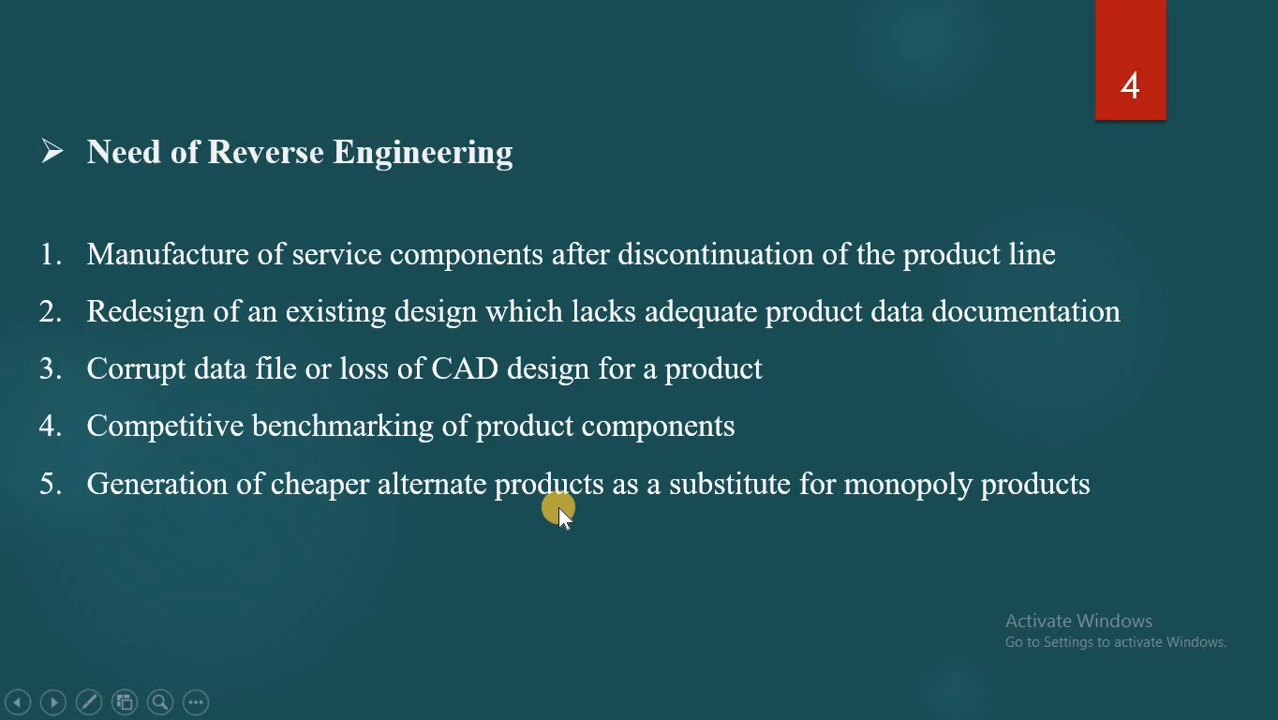 4
➢ Need of Reverse Engineering
1. Manufacture of service components after discontinuation of the product line
2. Redesign of an existing design which lacks adequate product data documentation
3. Corrupt data file or loss of CAD design for a product
4. Competitive benchmarking of product components
5. Generation of cheaper alternate products as a substitute for monopoly products
Activate Windows
Go to Settings to activate Windows.